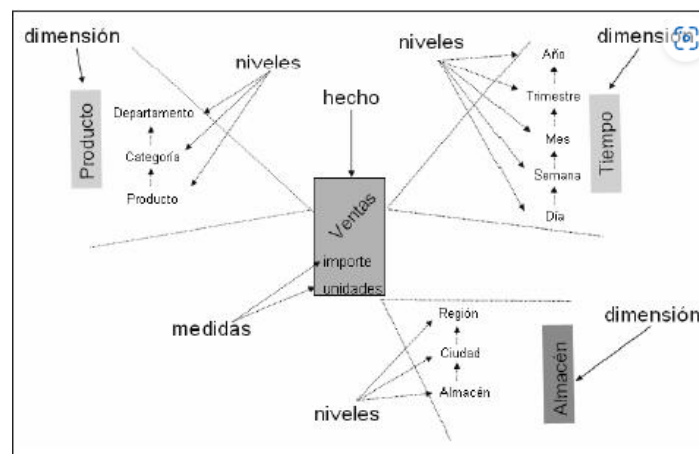 dimensión
niveles
Producto
Departamento
Categoría
Producto
hecho
niveles
dimensión
Año
Trimestre
Mes
Semana
Día
Tiempo
Ventas
importe
unidades
medidas
Región
Ciudad
Almacén
niveles
dimensión
Almacén